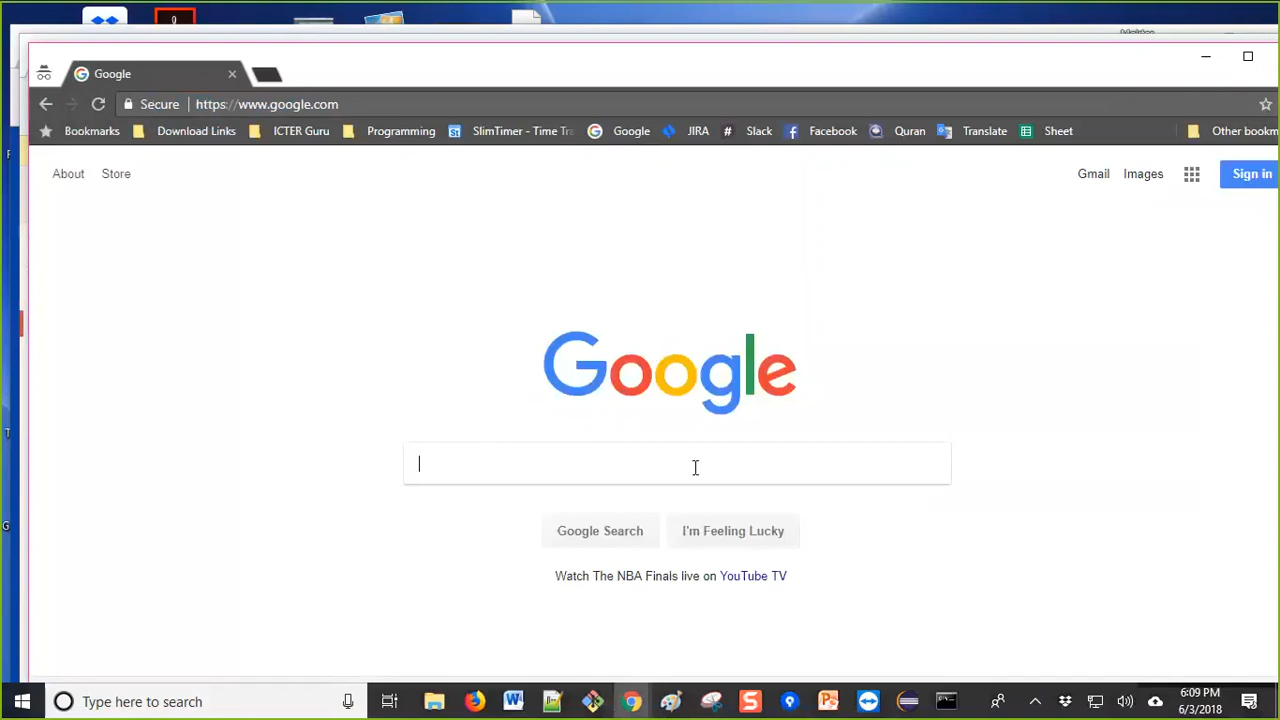 Google
Secure
https://www.google.com
Bookmarks Download Links ICTER Guru Programming SlimTimer - Time Tra Google JIRA # Slack Facebook Quran Translate Sheet Other bookm
About Store Gmail Images Sign in
Google
Google Search I'm Feeling Lucky
Watch The NBA Finals live on YouTube TV
Type here to search
6:09 PM
6/3/2018